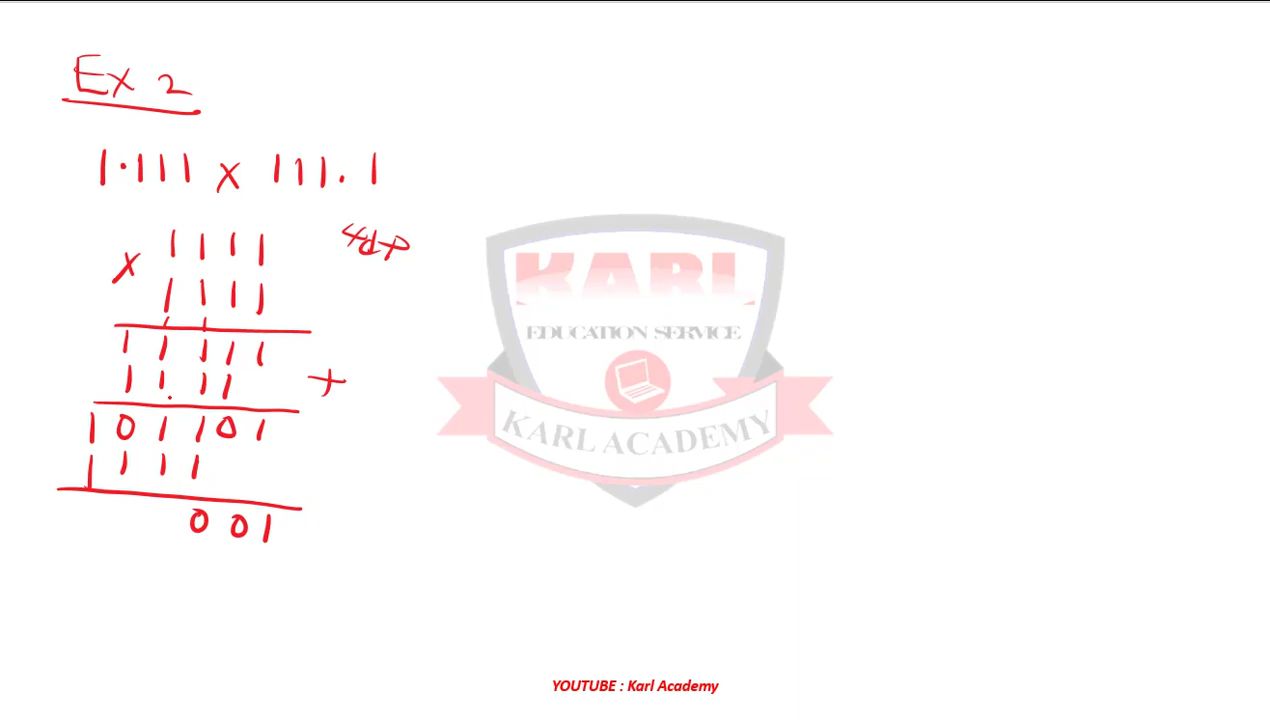 Ex 2
1.111 x 111.1
4dp
1111
x 1111
11111
1111 +
101101
1111
001
KARL
EDUCATION SERVICE
KARL ACADEMY
YOUTUBE : Karl Academy